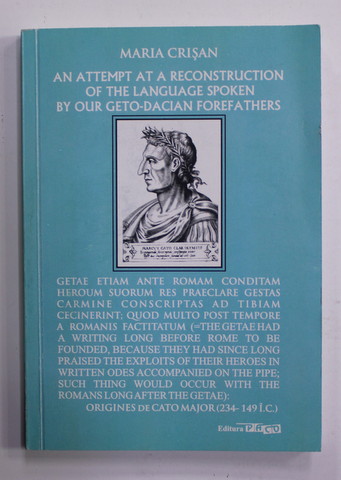 MARIA CRIȘAN
AN ATTEMPT AT A RECONSTRUCTION
OF THE LANGUAGE SPOKEN
BY OUR GETO-DACIAN FOREFATHERS
GETAE ETIAM ANTE ROMAM CONDITAM
HEROUM SUORUM RES PRAECLARE GESTAS
CARMINE CONSCRIPTAS AD TIBIAM
CECINERINT; QUOD MULTO POST TEMPORE
A ROMANIS FACTITATUM (=THE GETAE HAD
A WRITING LONG BEFORE ROME TO BE
FOUNDED, BECAUSE THEY HAD SINCE LONG
PRAISED THE EXPLOITS OF THEIR HEROES IN
WRITTEN ODES ACCOMPANIED ON THE PIPE;
SUCH THING WOULD OCCUR WITH THE
ROMANS LONG AFTER THE GETAE):
ORIGINES DE CATO MAJOR (234- 149 Î.C.)
Editura